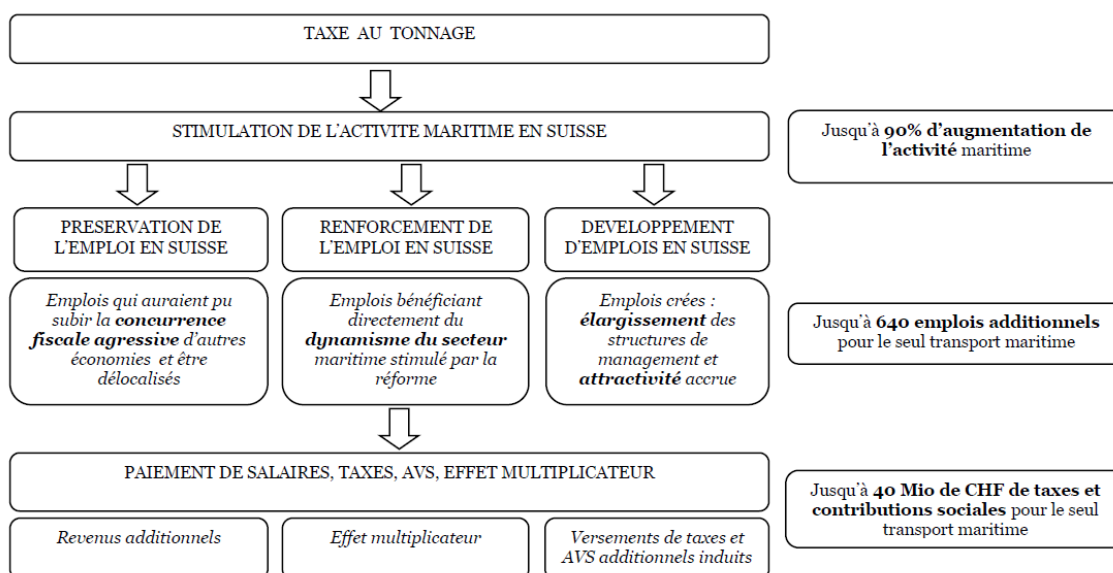 TAXE AU TONNAGE
STIMULATION DE L'ACTIVITE MARITIME EN SUISSE
Jusqu'à 90% d'augmentation de
l'activité maritime
PRESERVATION DE
L'EMPLOI EN SUISSE
RENFORCEMENT DE
L'EMPLOI EN SUISSE
DEVELOPPEMENT
D'EMPLOIS EN SUISSE
Emplois qui auraient pu
subir la concurrence
fiscale agressive d'autres
économies et être
délocalisés
Emplois bénéficiant
directement du
dynamisme du secteur
maritime stimulé par la
réforme
Emplois crées :
élargissement des
structures de
management et
attractivité accrue
Jusqu'à 640 emplois additionnels
pour le seul transport maritime
PAIEMENT DE SALAIRES, TAXES, AVS, EFFET MULTIPLICATEUR
Jusqu'à 40 Mio de CHF de taxes et
contributions sociales pour le seul
transport maritime
Revenus additionnels
Effet multiplicateur
Versements de taxes et
AVS additionnels induits